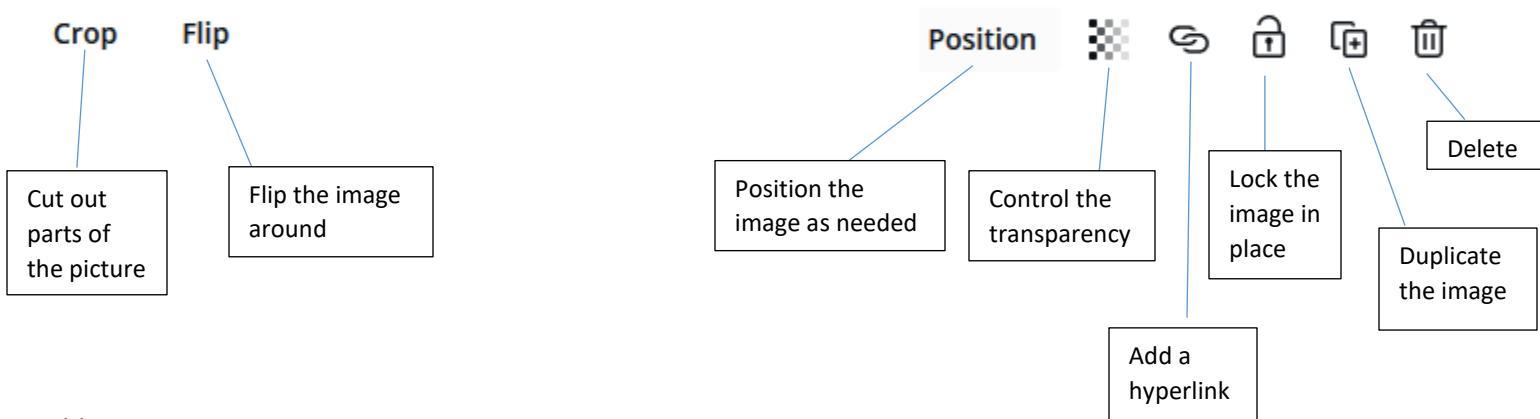 Crop Flip Position
Cut out
parts of
the picture
Flip the image
around
Position the
image as needed
Control the
transparency
Add a
hyperlink
Lock the
image in
place
Duplicate
the image
Delete